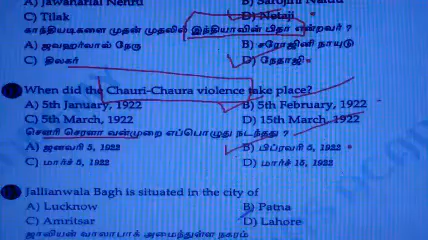 A) Jawaharlal Nehru B) Sarojini Naidu
C) Tilak D) Netaji
காந்தியடிகளை முதன் முதலில் இந்தியாவின் பிதா என்றவர் ?
A) ஜவஹர்லால் நேரு B) சரோஜினி நாயுடு
C) திலகர் D) நேதாஜி
When did the Chauri-Chaura violence take place?
A) 5th January, 1922 B) 5th February, 1922
C) 5th March, 1922 D) 15th March, 1922
சௌரி சௌரா வன்முறை எப்பொழுது நடந்தது ?
A) ஜனவரி 5, 1922 B) பிப்ரவரி 5, 1922
C) மார்ச் 5, 1922 D) மார்ச் 15, 1922
Jallianwala Bagh is situated in the city of
A) Lucknow B) Patna
C) Amritsar D) Lahore
ஜாலியன் வாலாபாக் அமைந்துள்ள நகரம்